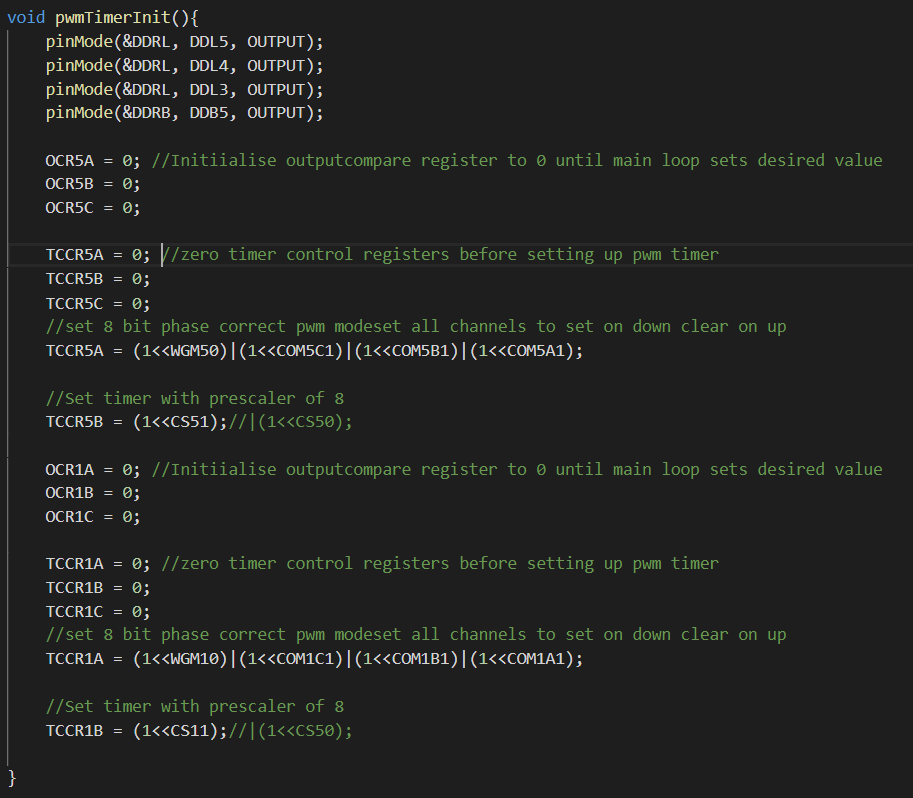 void pwmTimerInit(){
    pinMode(&DDRL, DDL5, OUTPUT);
    pinMode(&DDRL, DDL4, OUTPUT);
    pinMode(&DDRL, DDL3, OUTPUT);
    pinMode(&DDRB, DDB5, OUTPUT);

    OCR5A = 0; //Initiialise outputcompare register to 0 until main loop sets desired value
    OCR5B = 0;
    OCR5C = 0;

    TCCR5A = 0; //zero timer control registers before setting up pwm timer
    TCCR5B = 0;
    TCCR5C = 0;
    //set 8 bit phase correct pwm modeset all channels to set on down clear on up
    TCCR5A = (1<<WGM50)|(1<<COM5C1)|(1<<COM5B1)|(1<<COM5A1);

    //Set timer with prescaler of 8
    TCCR5B = (1<<CS51);//|(1<<CS50);

    OCR1A = 0; //Initiialise outputcompare register to 0 until main loop sets desired value
    OCR1B = 0;
    OCR1C = 0;

    TCCR1A = 0; //zero timer control registers before setting up pwm timer
    TCCR1B = 0;
    TCCR1C = 0;
    //set 8 bit phase correct pwm modeset all channels to set on down clear on up
    TCCR1A = (1<<WGM10)|(1<<COM1C1)|(1<<COM1B1)|(1<<COM1A1);

    //Set timer with prescaler of 8
    TCCR1B = (1<<CS11);//|(1<<CS50);

}